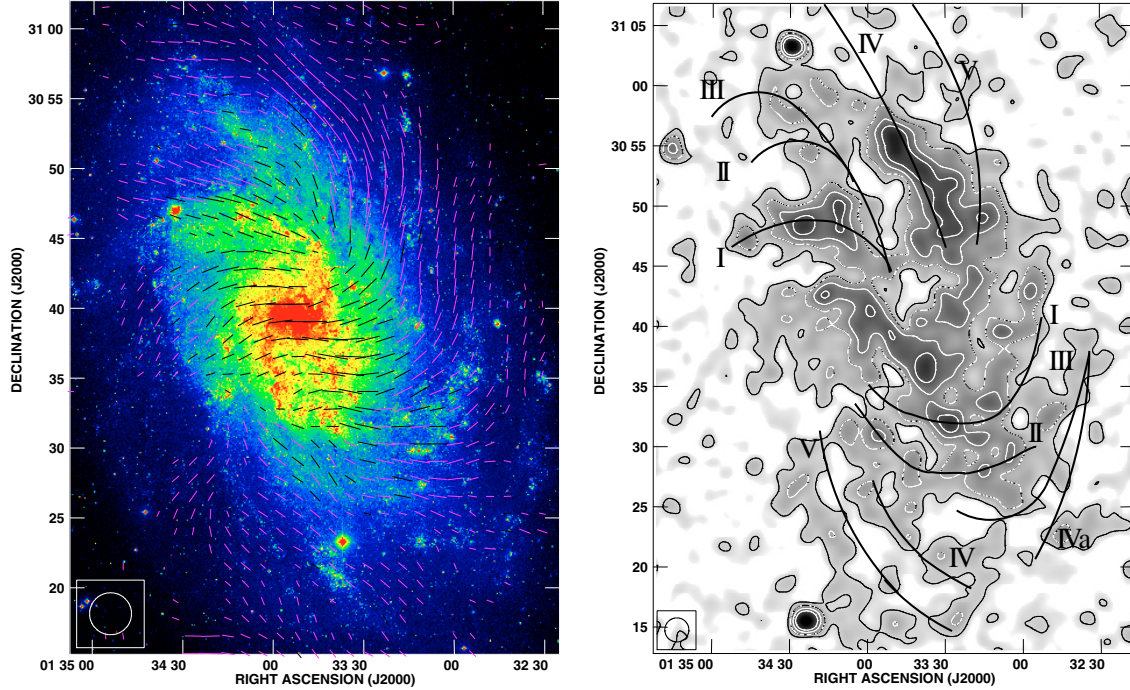 31 00
30 55
50
45
40
35
30
25
20
01 35 00
34 30
00
33 30
00
32 30
DECLINATION (J2000)
RIGHT ASCENSION (J2000)
31 05
00
30 55
50
45
40
35
30
25
20
15
01 35 00
34 30
00
33 30
00
32 30
DECLINATION (J2000)
RIGHT ASCENSION (J2000)
IV
V
III
II
I
I
III
II
V
IV
IVa